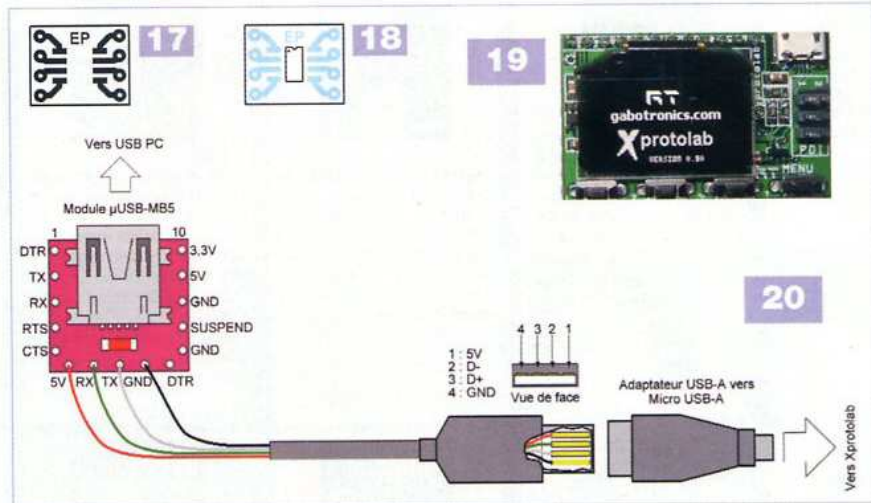 EP
17
EP
18
19
gabotronics.com
Xprotolab
MENU
Vers USB PC
Module µUSB-MB5
1
10
DTR
TX
RX
RTS
CTS
3,3V
5V
GND
SUSPEND
GND
5V RX TX GND DTR
20
4 3 2 1
1 : 5V
2 : D-
3 : D+
4 : GND
Vue de face
Adaptateur USB-A vers
Micro USB-A
Vers Xprotolab